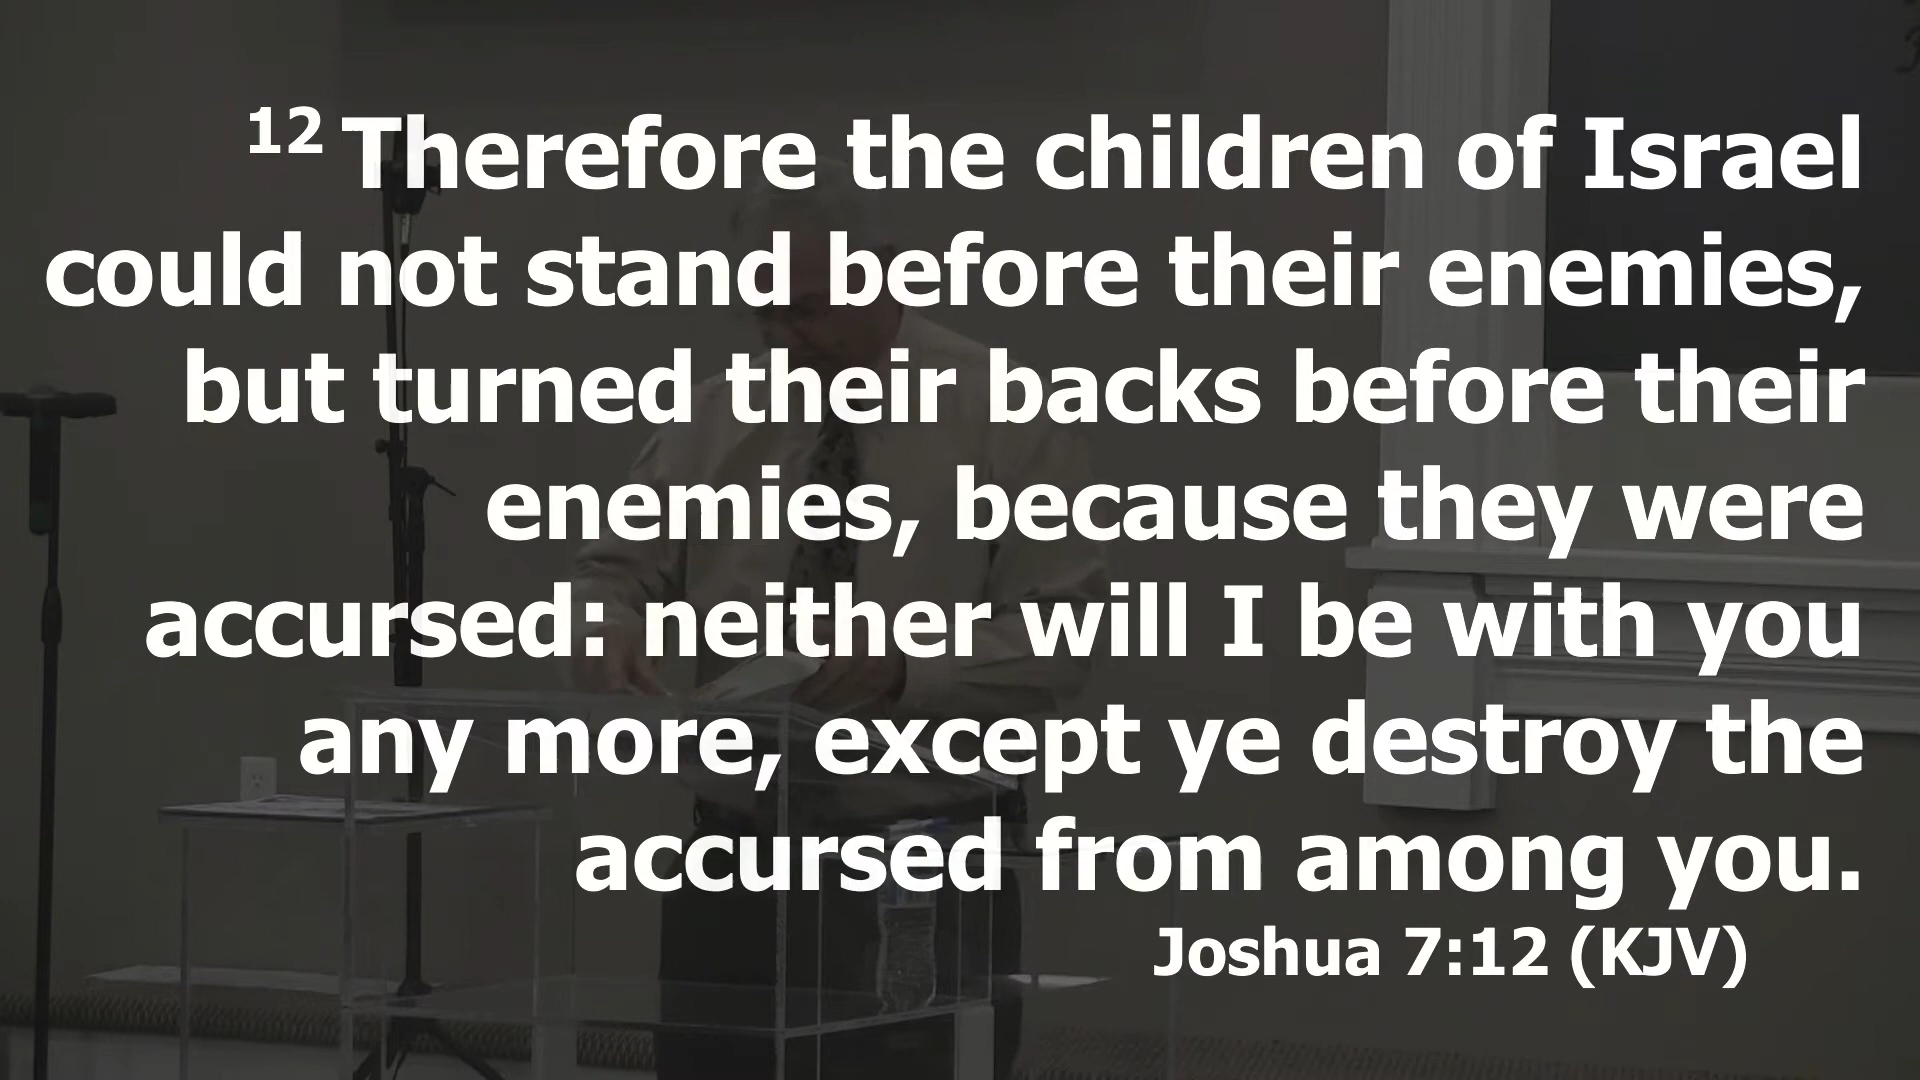 12 Therefore the children of Israel
could not stand before their enemies,
but turned their backs before their
enemies, because they were
accursed: neither will I be with you
any more, except ye destroy the
accursed from among you.
Joshua 7:12 (KJV)